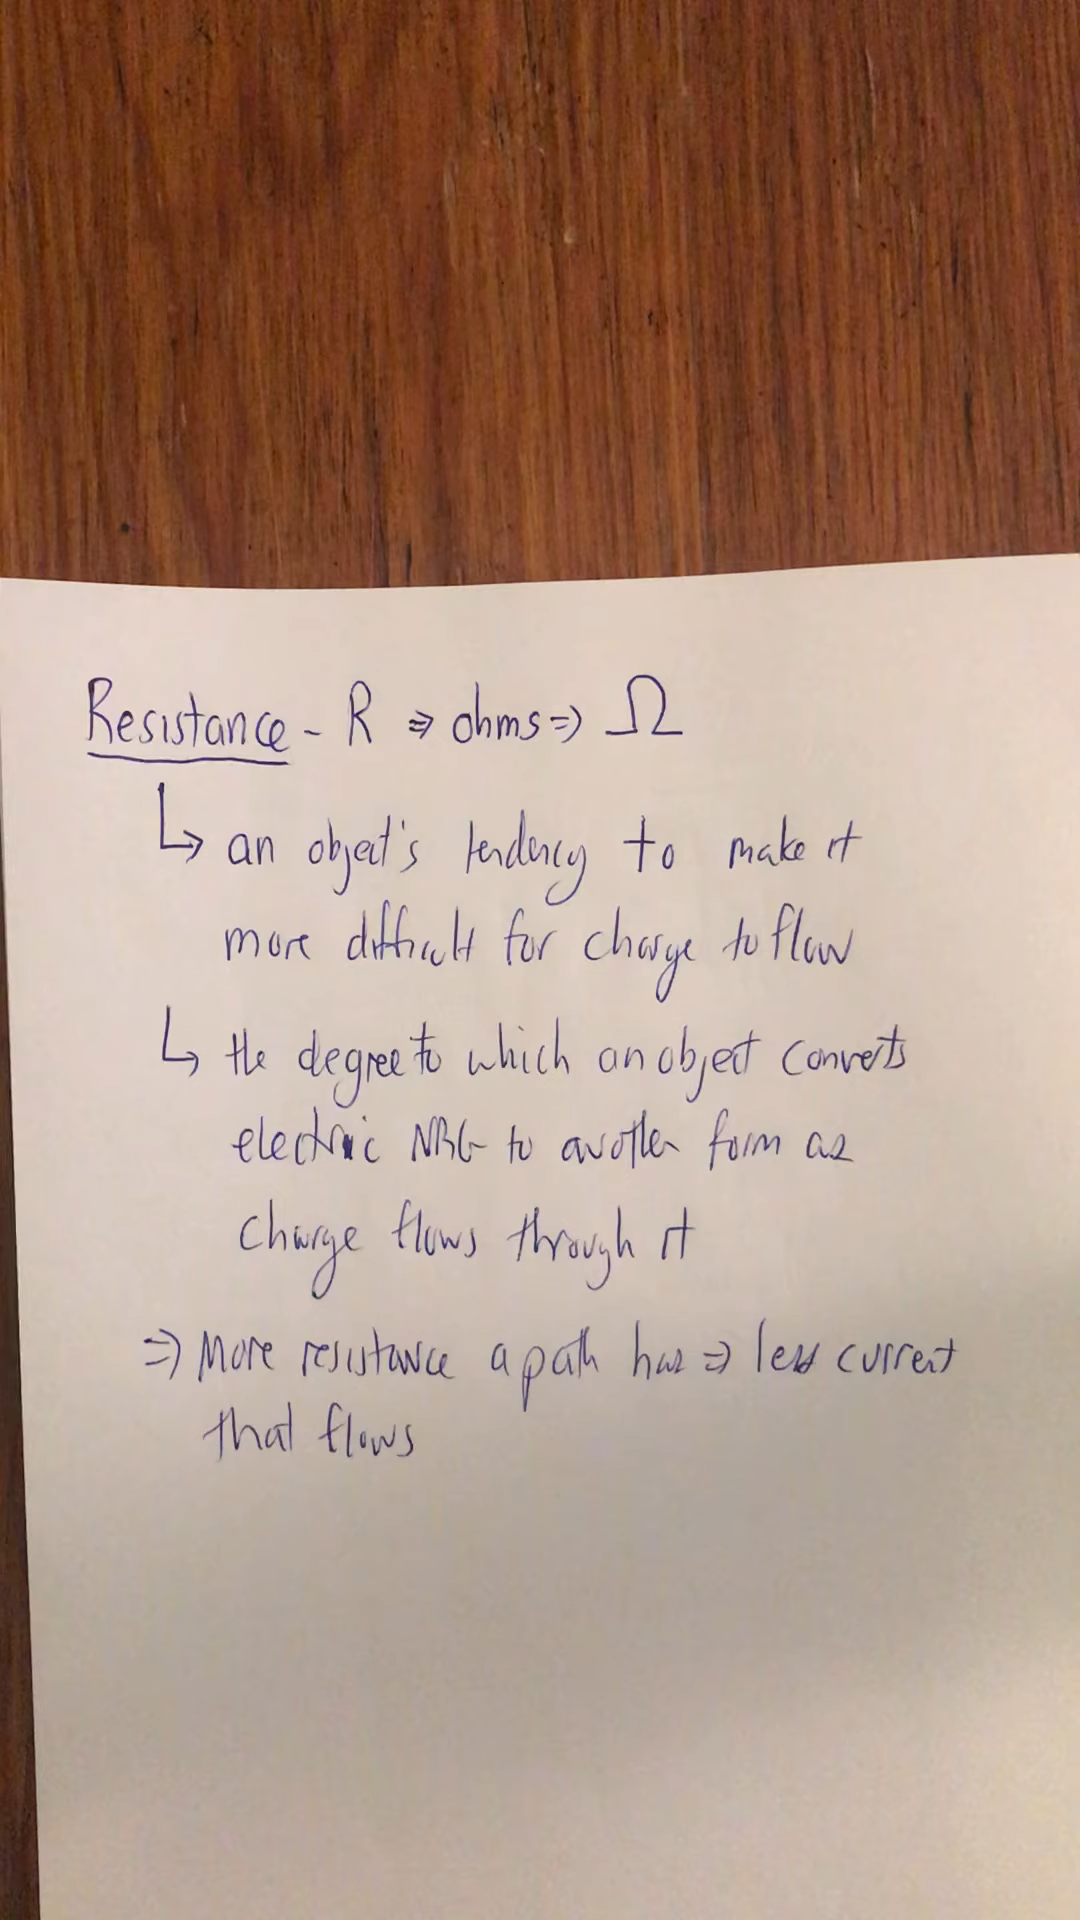 Resistance - R ⇒ ohms ⇒ Ω
↳ an object's tendency to make it
more difficult for charge to flow
↳ the degree to which an object converts
electric NRG to another form as
charge flows through it
⇒ More resistance a path has ⇒ less current
that flows